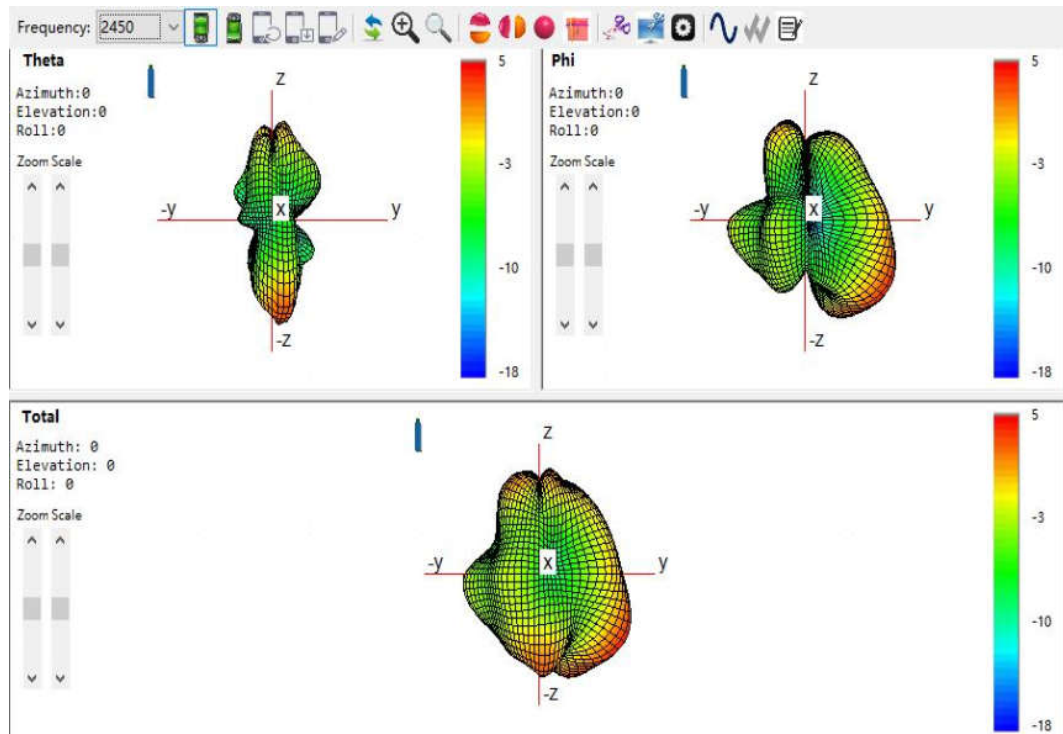 Frequency: 2450
Theta
Azimuth:0
Elevation:0
Roll:0
Zoom Scale
z
-y
x
y
-z
5
-3
-10
-18
Phi
Azimuth:0
Elevation:0
Roll:0
Zoom Scale
z
-y
x
y
-z
5
-3
-10
-18
Total
Azimuth: 0
Elevation: 0
Roll: 0
Zoom Scale
z
-y
x
y
-z
5
-3
-10
-18